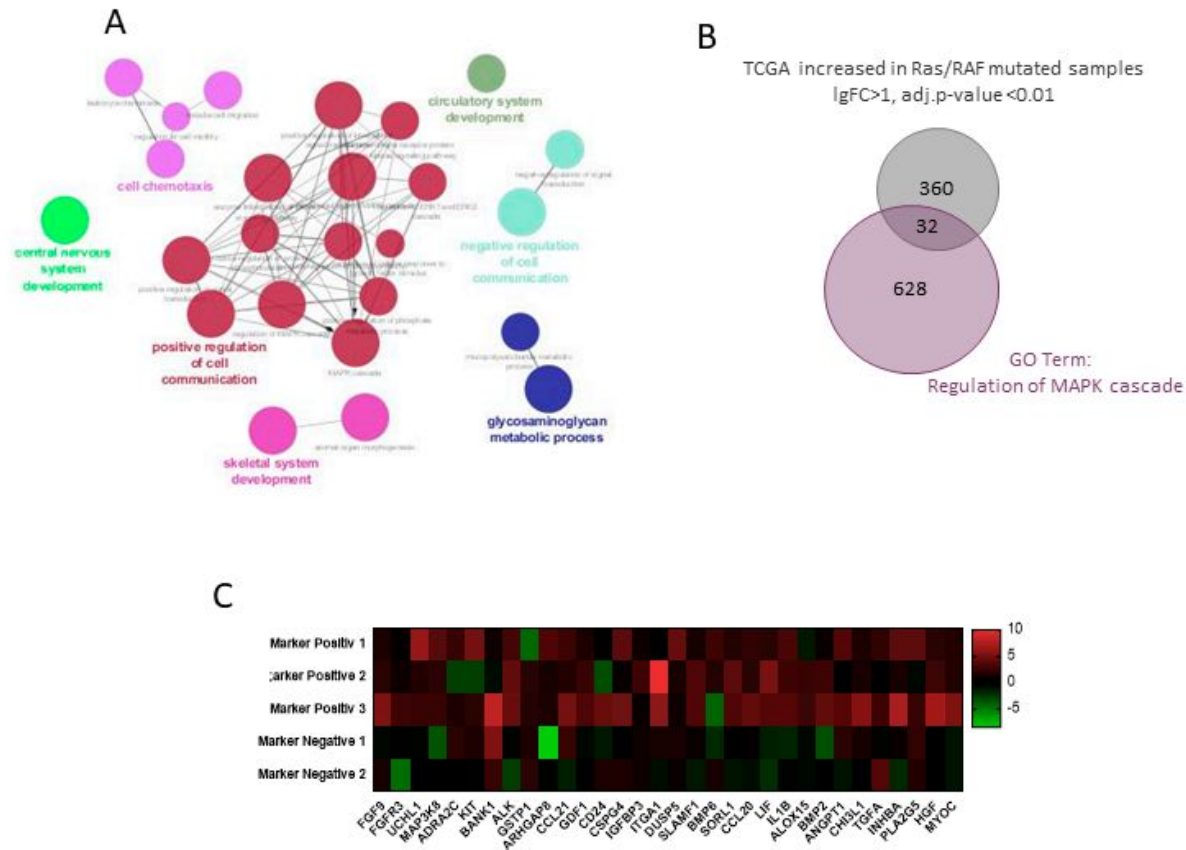 A
circulatory system
development
cell chemotaxis
central nervous
system
development
negative regulation
of cell
communication
MAPK cascade
positive regulation
of cell
communication
glycosaminoglycan
metabolic process
animal organ morphogenesis
skeletal system
development
B
TCGA increased in Ras/RAF mutated samples
lgFC>1, adj.p-value <0.01
360
32
628
GO Term:
Regulation of MAPK cascade
C
Marker Positiv 1
;arker Positive 2
Marker Positiv 3
Marker Negative 1
Marker Negative 2
10
5
0
-5
FGF9
FGFR3
UCHL1
MAP3K8
ADRA2C
KIT
BANK1
ALK
GSTP1
ARHGAP8
CCL21
GDF1
CD24
CSPG4
IGFBP3
ITGA1
DUSP5
SLAMF1
BMP6
SORL1
CCL20
LIF
IL1B
ALOX15
BMP2
ANGPT1
CHI3L1
TGFA
INHBA
PLA2G5
HGF
MYOC